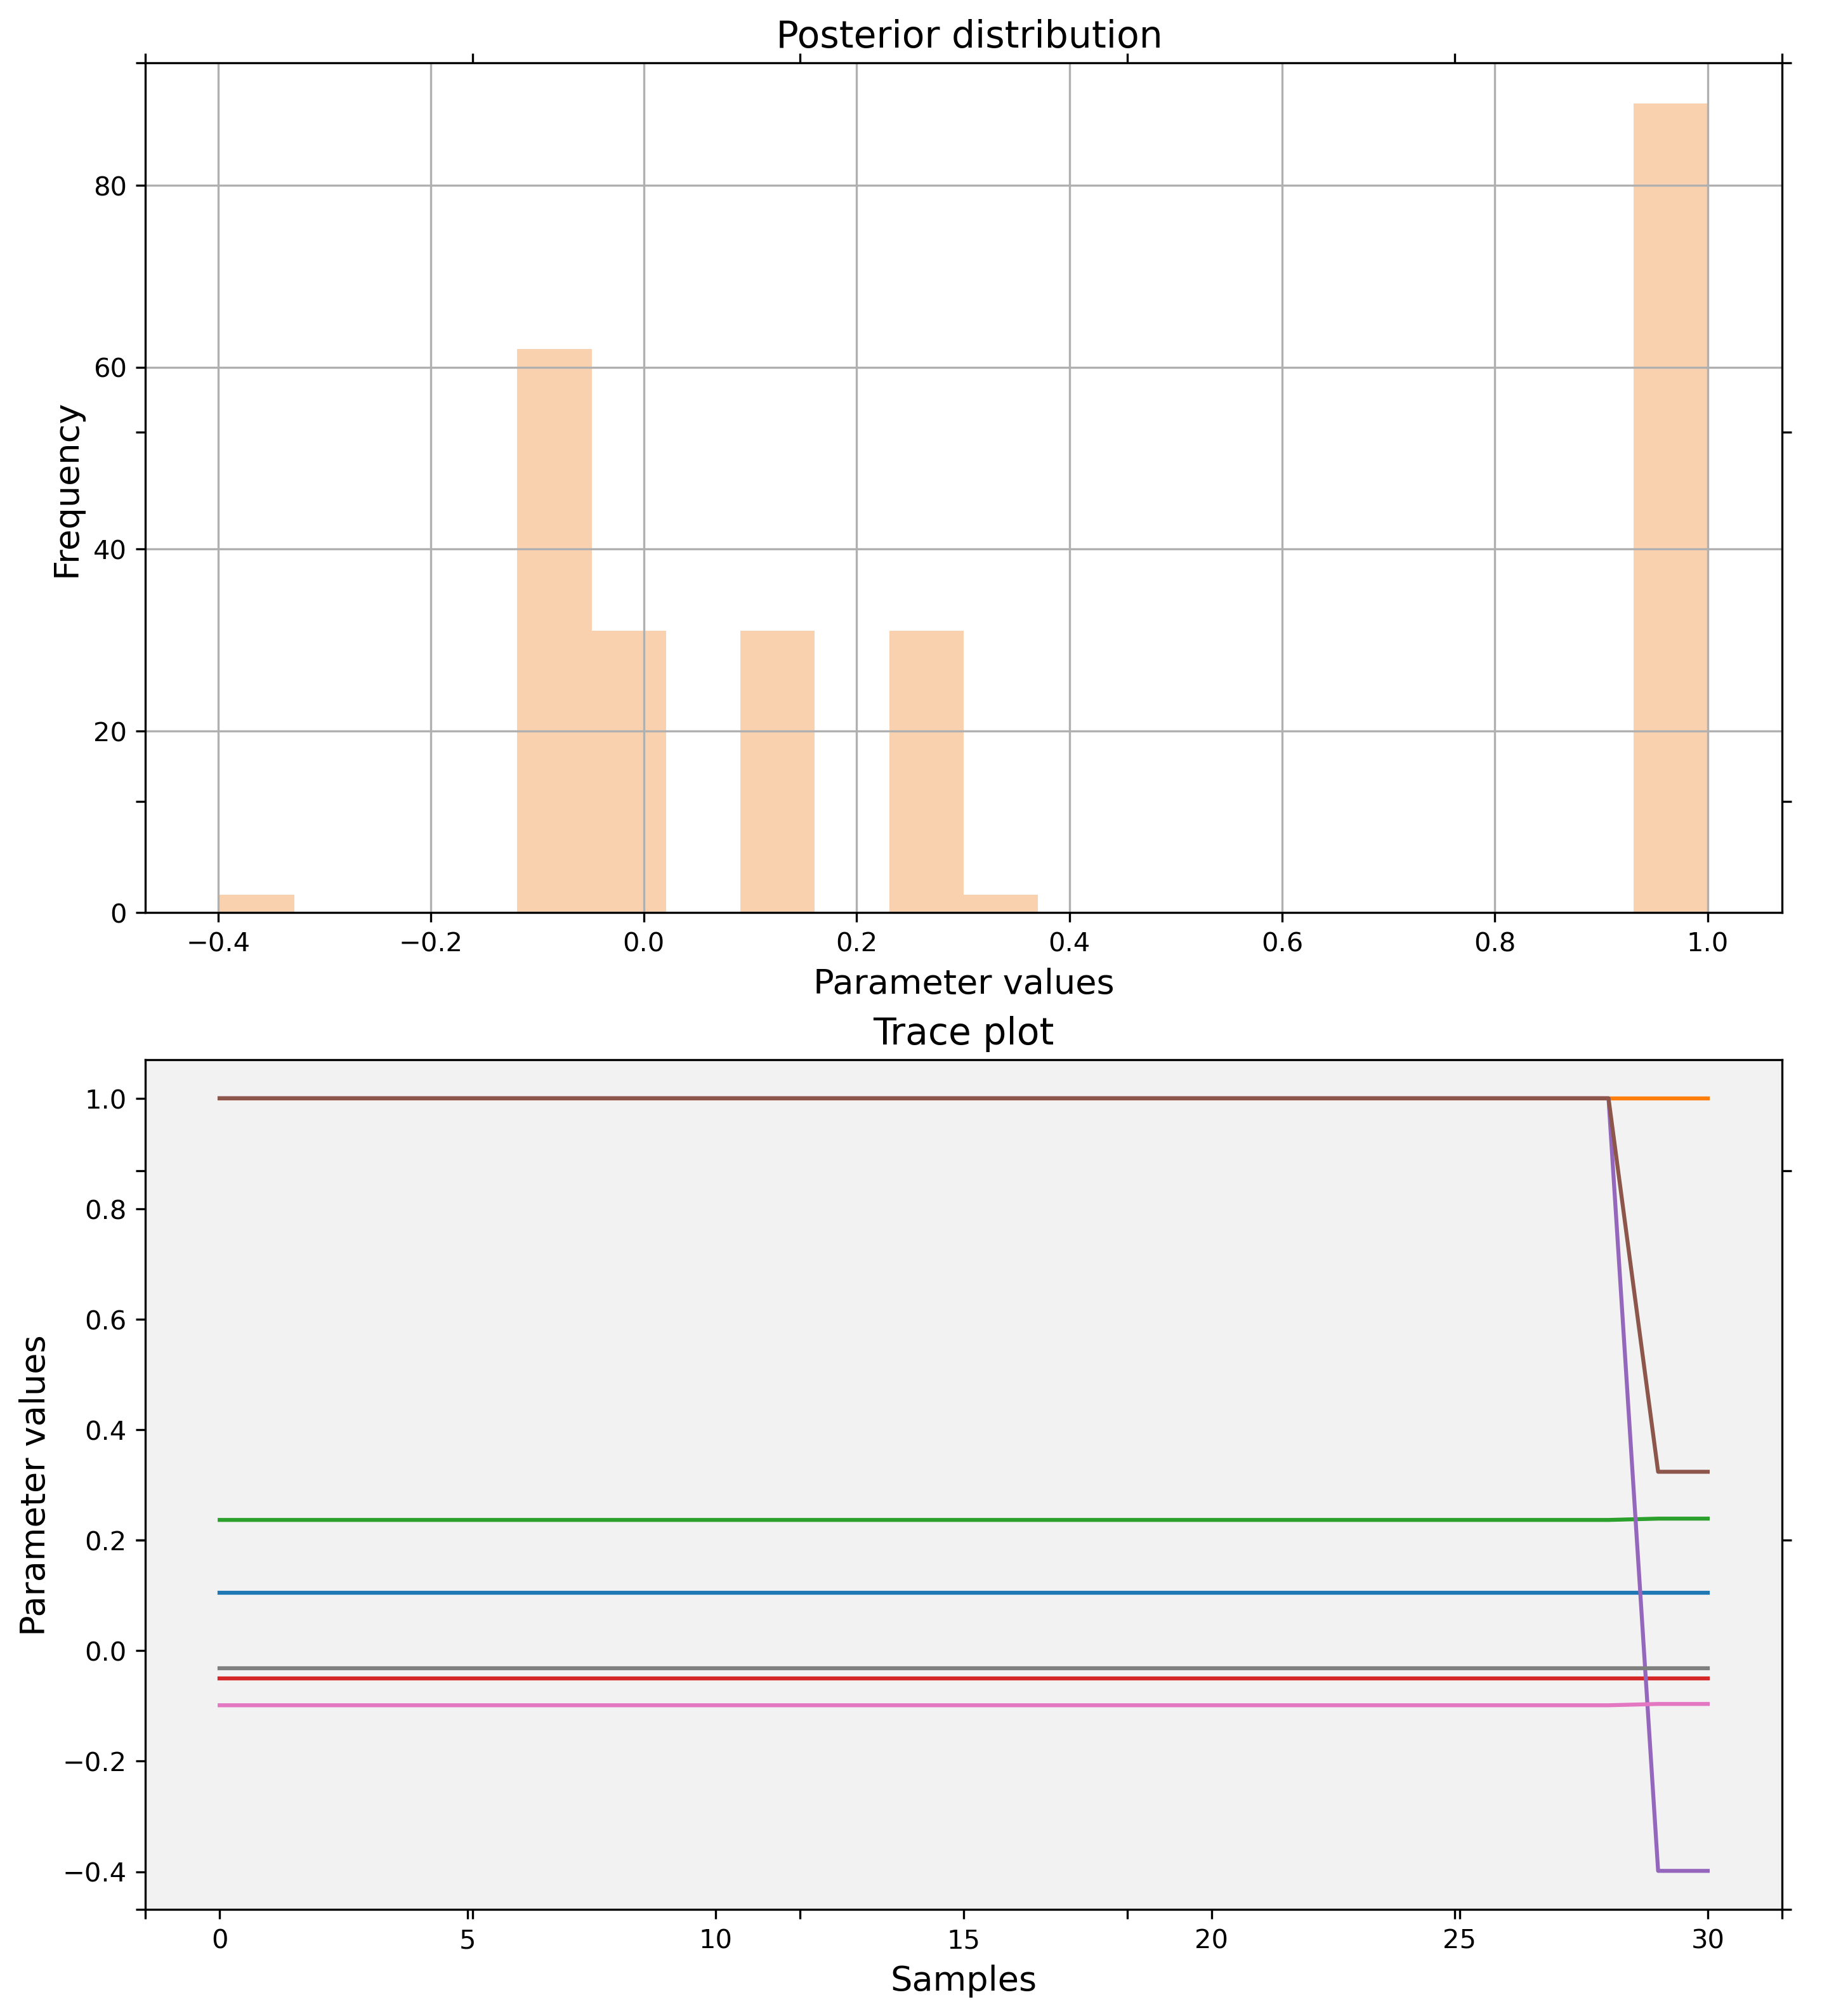 Posterior distribution
Frequency
80
60
40
20
0
−0.4 −0.2 0.0 0.2 0.4 0.6 0.8 1.0
Parameter values
Trace plot
Parameter values
1.0
0.8
0.6
0.4
0.2
0.0
−0.2
−0.4
0 5 10 15 20 25 30
Samples